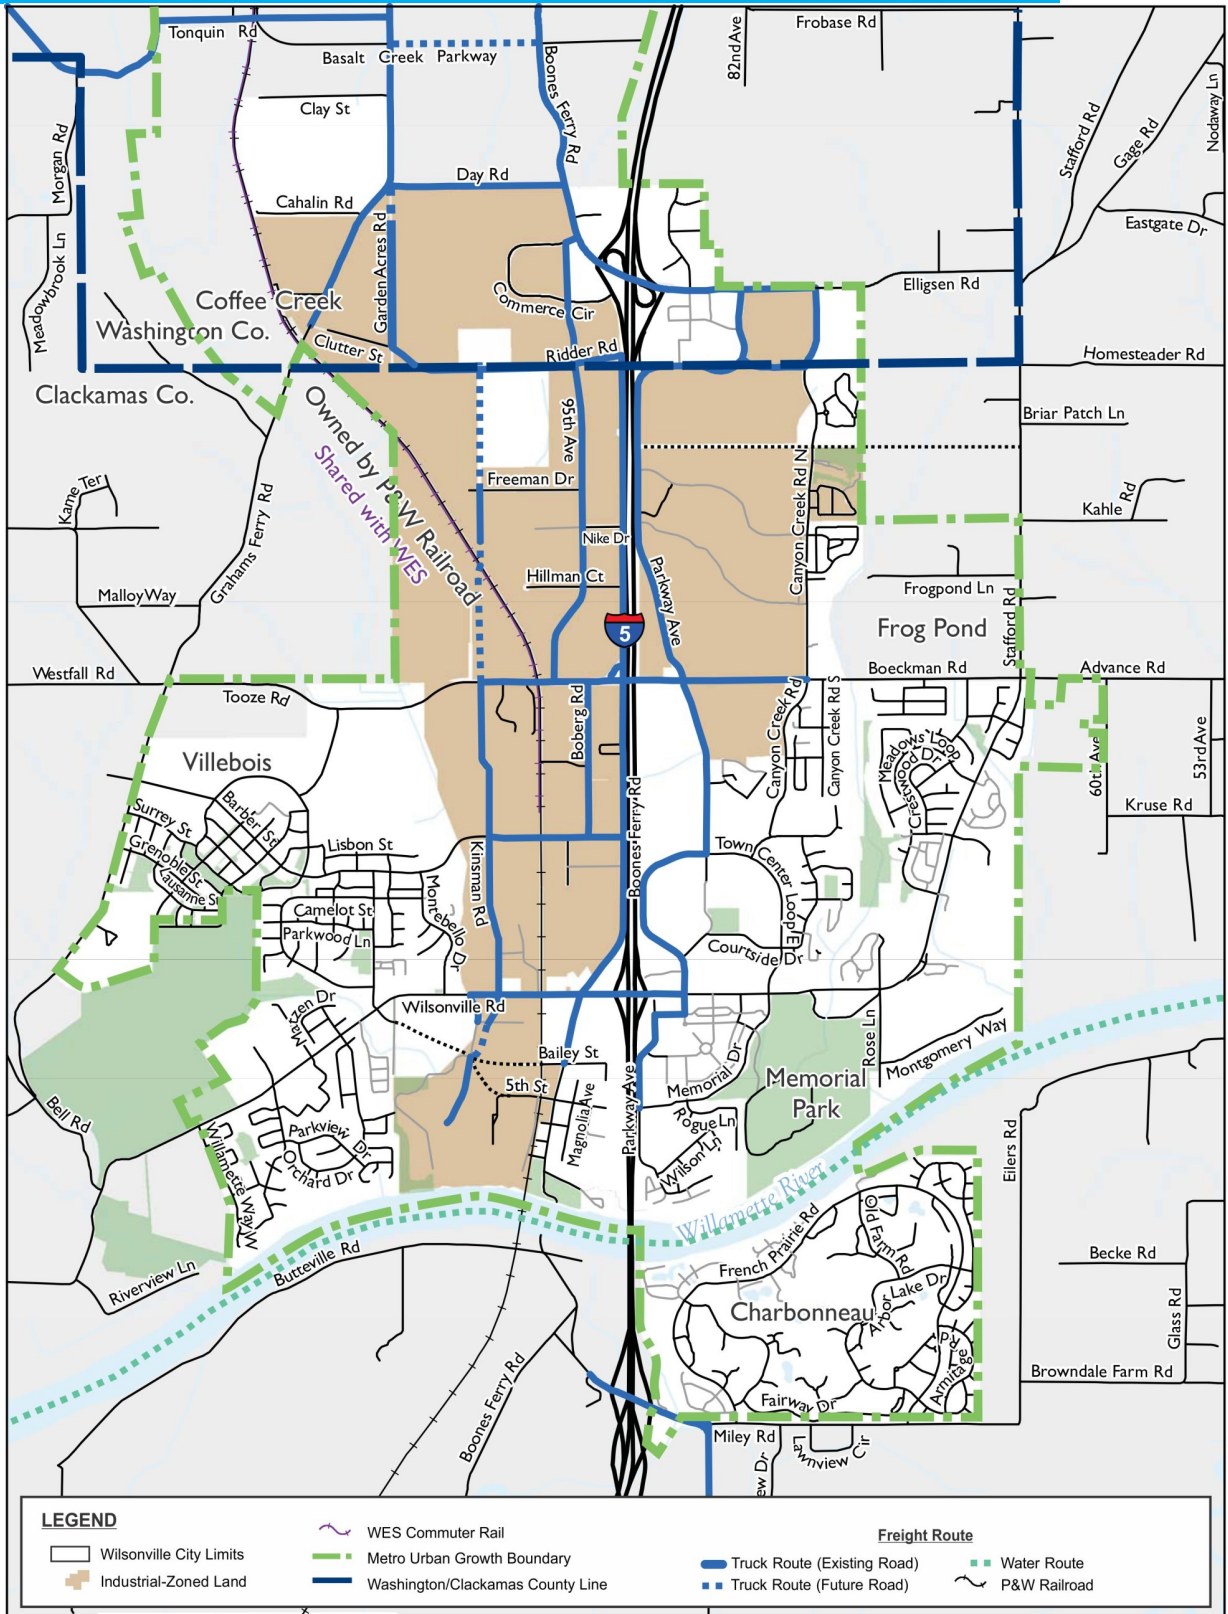 Tonquin Rd
Basalt Creek Parkway
Boones Ferry Rd
82nd Ave
Frobase Rd
Nodaway Ln
Stafford Rd
Gage Rd
Eastgate Dr
Clay St
Morgan Rd
Day Rd
Cahalin Rd
Garden Acres Rd
Meadowbrook Ln
Elligsen Rd
Commerce Cir
Coffee Creek
Washington Co.
Clutter St
Ridder Rd
Homesteader Rd
Clackamas Co.
Owned by P&W Railroad
Shared with WES
95th Ave
Briar Patch Ln
Canyon Creek Rd N
Freeman Dr
Kame Ter
Kahle Rd
Grahams Ferry Rd
Nike Dr
Hillman Ct
Parkway Ave
Malloy Way
Frogpond Ln
Stafford Rd
5
Frog Pond
Westfall Rd
Boeckman Rd
Advance Rd
Tooze Rd
Boberg Rd
Canyon Creek Rd
Canyon Creek Rd S
Villebois
Meadows Loop
Crestwood Dr
60th Ave
53rd Ave
Boones Ferry Rd
Kruse Rd
Surrey St
Barber St
Grenoble St
Lausanne St
Lisbon St
Kinsman Rd
Town Center Loop E
Camelot St
Parkwood Ln
Montebello Dr
Courtside Dr
Wilsonville Rd
Rose Ln
Montgomery Way
Bailey St
5th St
Magnolia Ave
Parkway Ave
Memorial Dr
Memorial
Park
Rogue Ln
Wilson Ln
Bell Rd
Parkview Dr
Orchard Dr
Willamette Way W
Eilers Rd
Willamette River
Riverview Ln
Butteville Rd
French Prairie Rd
Old Farm Rd
Arbor Lake Dr
Charbonneau
Becke Rd
Glass Rd
Armitage Rd
Browndale Farm Rd
Fairway Dr
Boones Ferry Rd
Miley Rd
Lawnview Cir
ew Dr
LEGEND
Wilsonville City Limits
Industrial-Zoned Land
WES Commuter Rail
Metro Urban Growth Boundary
Washington/Clackamas County Line
Freight Route
Truck Route (Existing Road)
Truck Route (Future Road)
Water Route
P&W Railroad